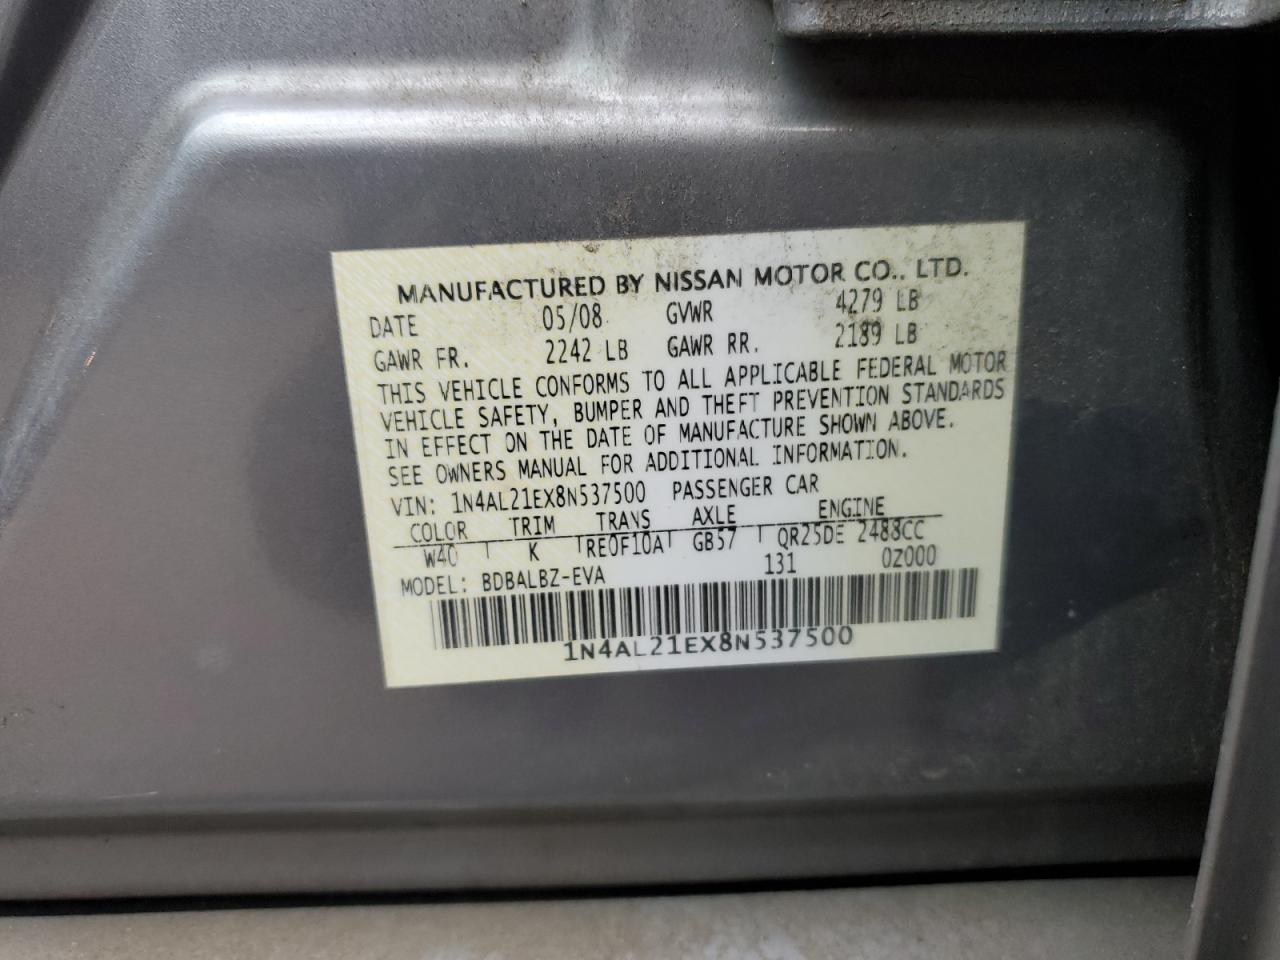 MANUFACTURED BY NISSAN MOTOR CO., LTD.
DATE 05/08 GVWR 4279 LB
GAWR FR. 2242 LB GAWR RR. 2189 LB
THIS VEHICLE CONFORMS TO ALL APPLICABLE FEDERAL MOTOR
VEHICLE SAFETY, BUMPER AND THEFT PREVENTION STANDARDS
IN EFFECT ON THE DATE OF MANUFACTURE SHOWN ABOVE.
SEE OWNERS MANUAL FOR ADDITIONAL INFORMATION.
VIN: 1N4AL21EX8N537500 PASSENGER CAR
COLOR TRIM TRANS AXLE ENGINE
W40 K RE0F10A GB57 QR25DE 2488CC
MODEL: BDBALBZ-EVA 131 0Z000
1N4AL21EX8N537500